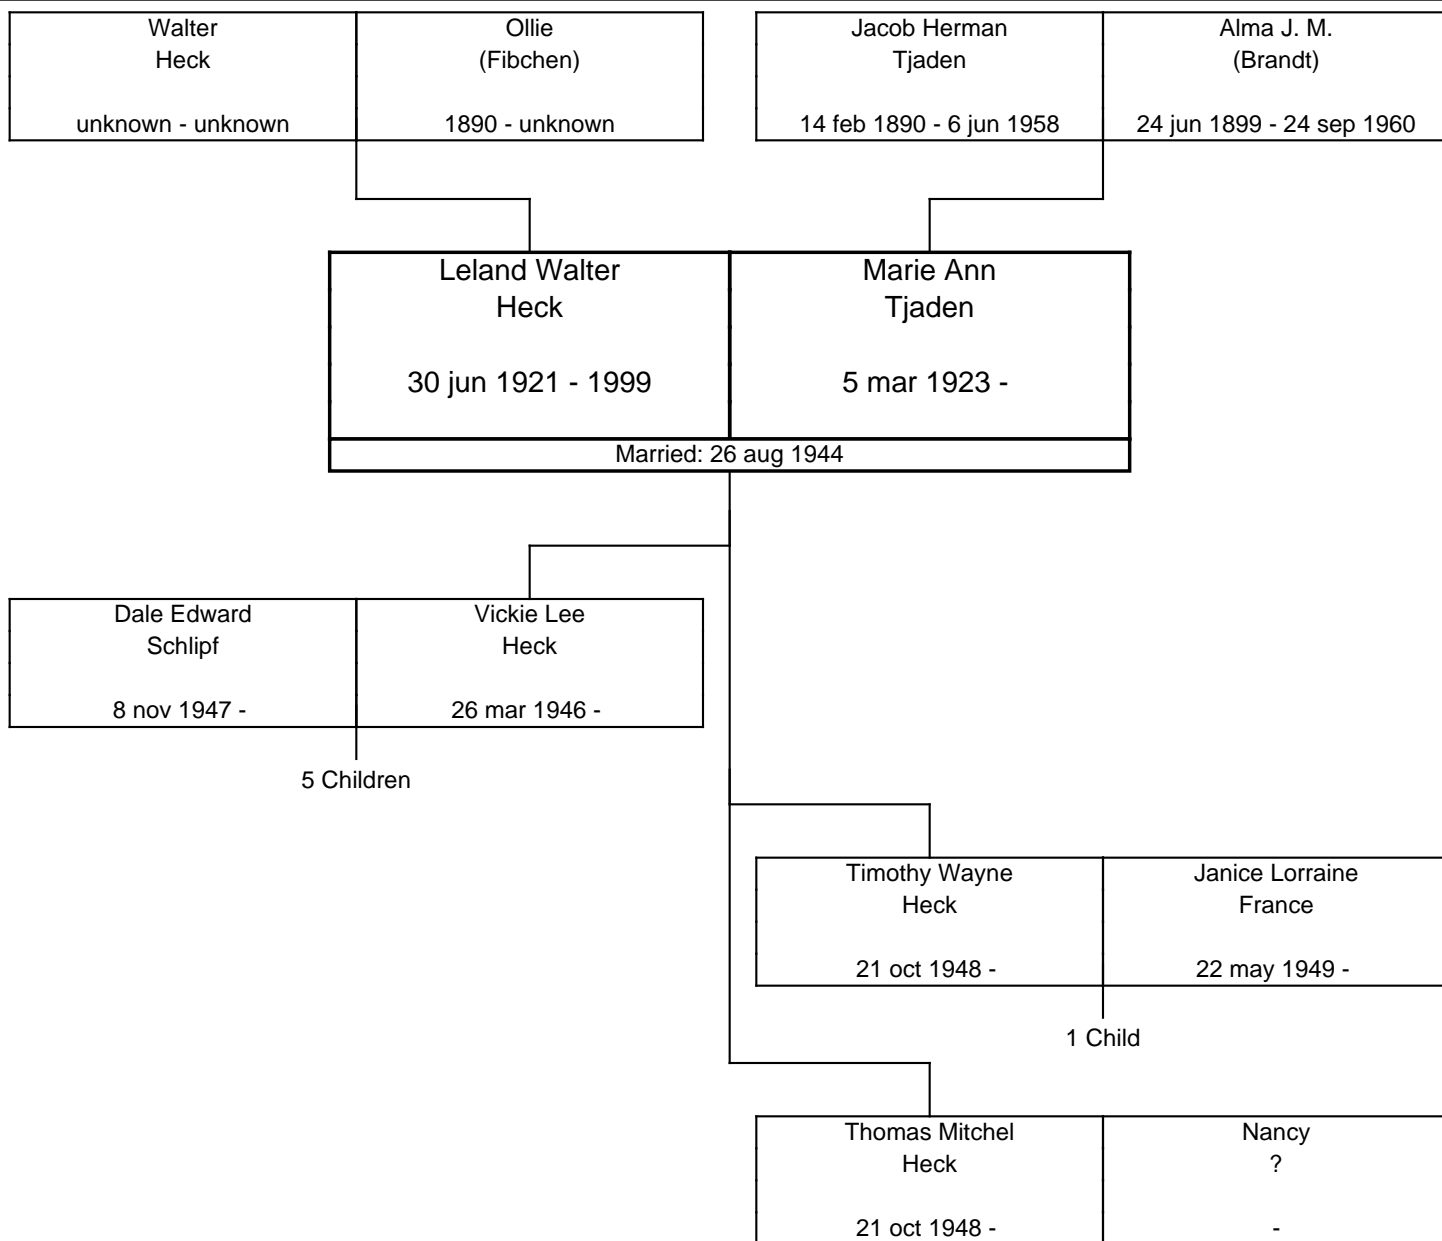 Walter
Heck
unknown - unknown
Ollie
(Fibchen)
1890 - unknown
Jacob Herman
Tjaden
14 feb 1890 - 6 jun 1958
Alma J. M.
(Brandt)
24 jun 1899 - 24 sep 1960
Leland Walter
Heck
30 jun 1921 - 1999
Marie Ann
Tjaden
5 mar 1923 -
Married: 26 aug 1944
Dale Edward
Schlipf
8 nov 1947 -
Vickie Lee
Heck
26 mar 1946 -
5 Children
Timothy Wayne
Heck
21 oct 1948 -
Janice Lorraine
France
22 may 1949 -
1 Child
Thomas Mitchel
Heck
21 oct 1948 -
Nancy
?
-